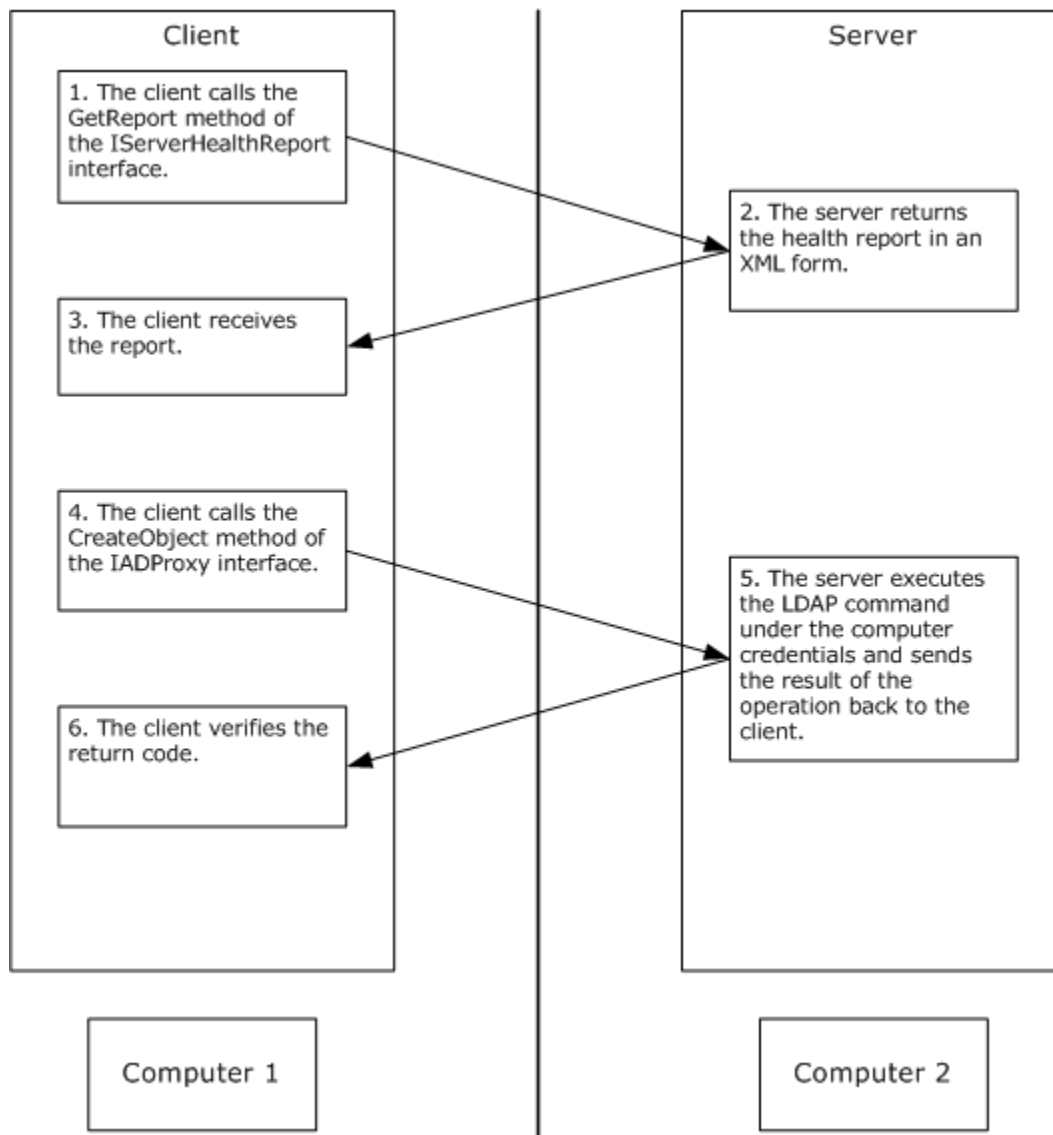 Client
1. The client calls the
GetReport method of
the IServerHealthReport
interface.
3. The client receives
the report.
4. The client calls the
CreateObject method of
the IADProxy interface.
6. The client verifies the
return code.
Computer 1
Server
2. The server returns
the health report in an
XML form.
5. The server executes
the LDAP command
under the computer
credentials and sends
the result of the
operation back to the
client.
Computer 2